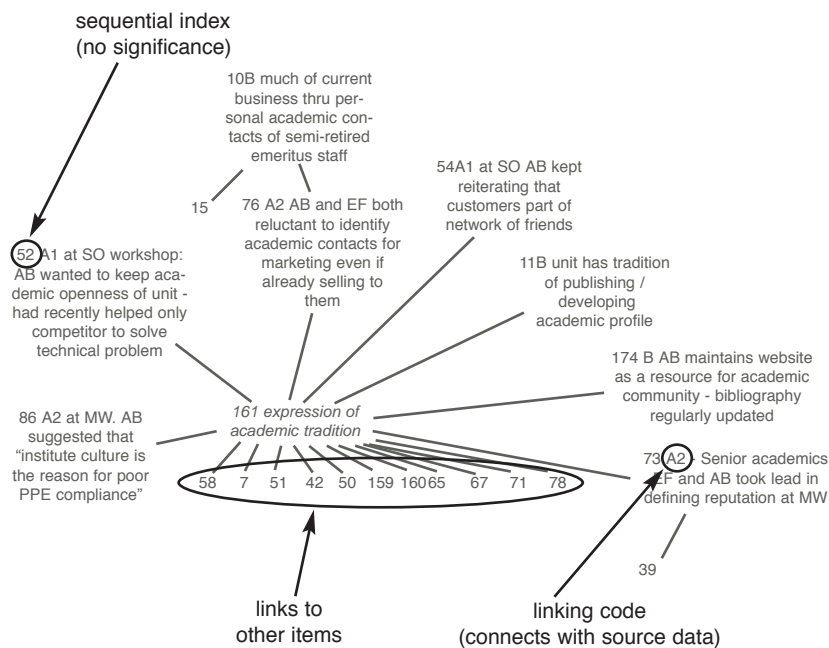 sequential index
(no significance)
10B much of current
business thru per-
sonal academic con-
tacts of semi-retired
emeritus staff
15
76 A2 AB and EF both
reluctant to identify
academic contacts for
marketing even if
already selling to
them
54A1 at SO AB kept
reiterating that
customers part of
network of friends
52 A1 at SO workshop:
AB wanted to keep aca-
demic openness of unit -
had recently helped only
competitor to solve
technical problem
11B unit has tradition
of publishing /
developing
academic profile
174 B AB maintains website
as a resource for academic
community - bibliography
regularly updated
86 A2 at MW. AB
suggested that
“institute culture is
the reason for poor
PPE compliance”
161 expression of
academic tradition
73 A2 - Senior academics
EF and AB took lead in
defining reputation at MW
58 7 51 42 50 159 160 65 67 71 78
39
links to
other items
linking code
(connects with source data)